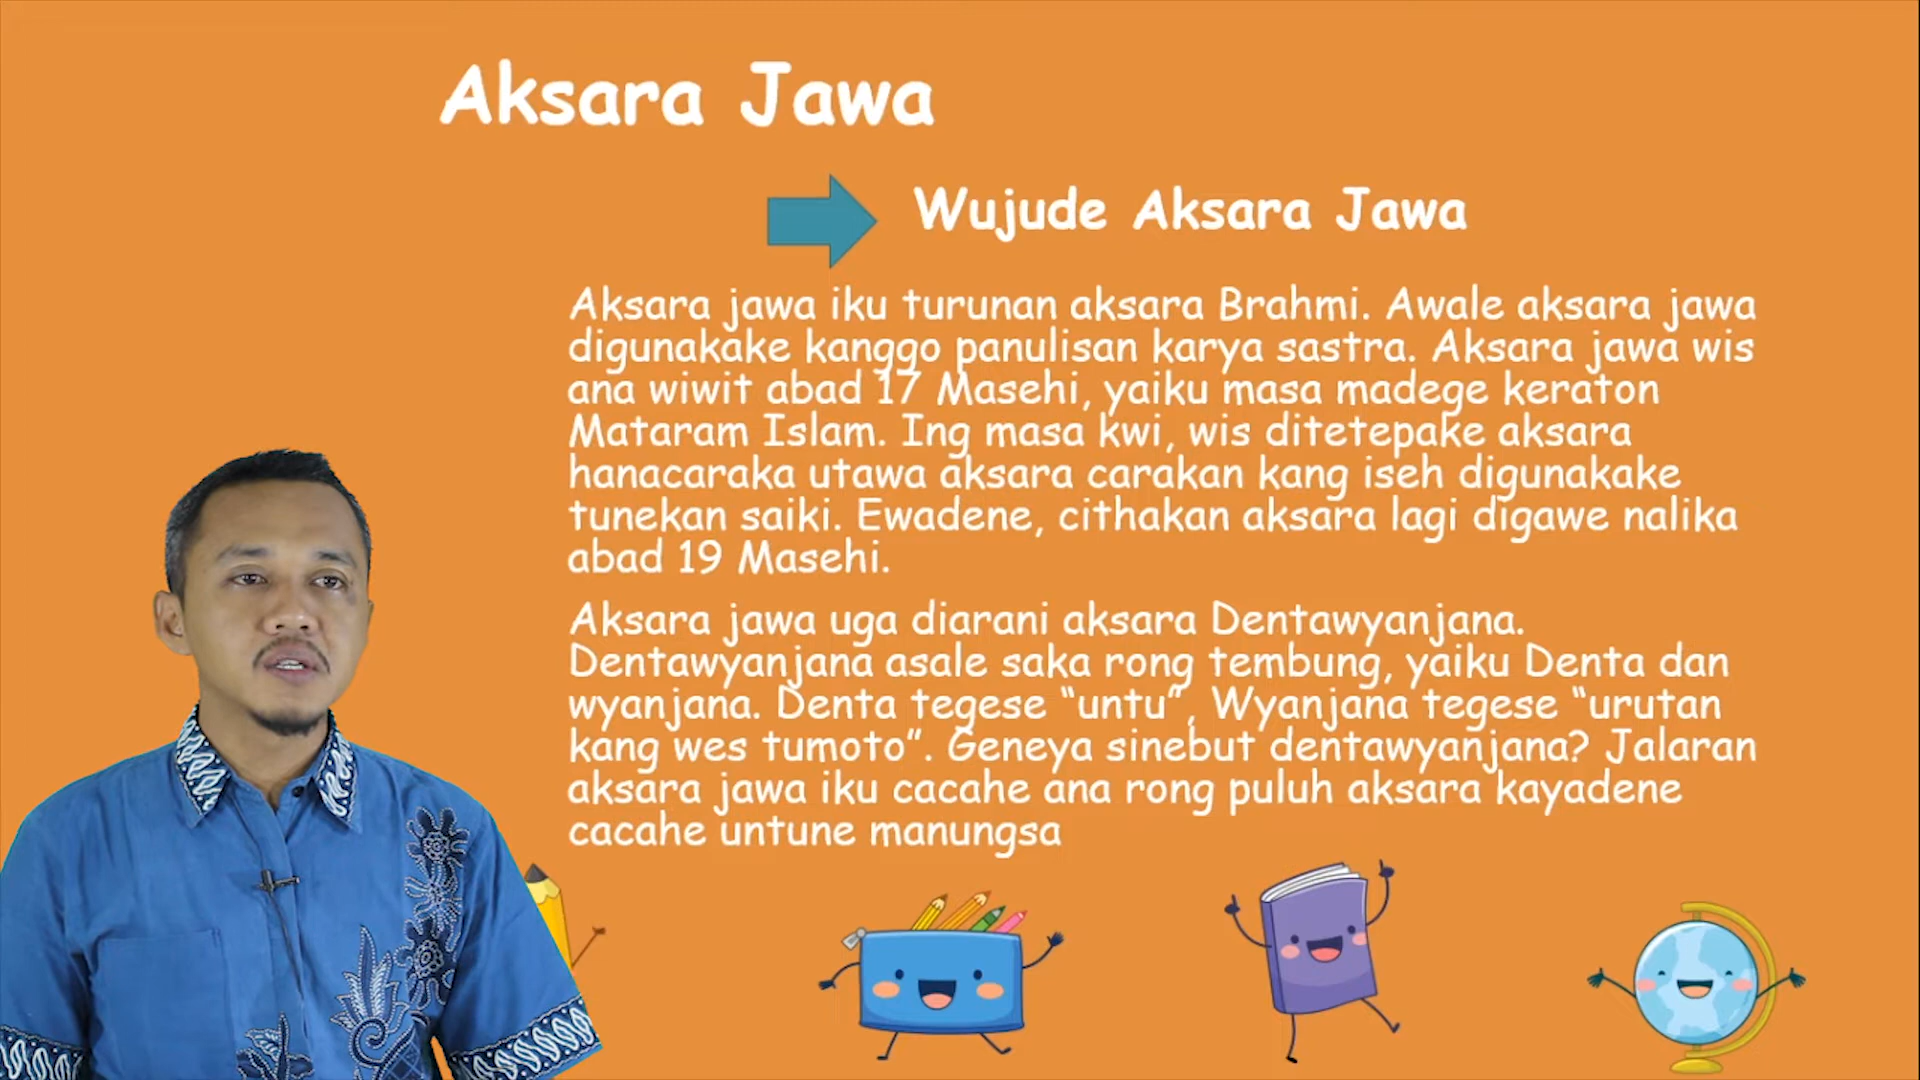 Aksara Jawa
Wujude Aksara Jawa
Aksara jawa iku turunan aksara Brahmi. Awale aksara jawa
digunakake kanggo panulisan karya sastra. Aksara jawa wis
ana wiwit abad 17 Masehi, yaiku masa madege keraton
Mataram Islam. Ing masa kwi, wis ditetepake aksara
hanacaraka utawa aksara carakan kang iseh digunakake
tunekan saiki. Ewadene, cithakan aksara lagi digawe nalika
abad 19 Masehi.
Aksara jawa uga diarani aksara Dentawyanjana.
Dentawyanjana asale saka rong tembung, yaiku Denta dan
wyanjana. Denta tegese “untu”, Wyanjana tegese “urutan
kang wes tumoto”. Geneya sinebut dentawyanjana? Jalaran
aksara jawa iku cacahe ana rong puluh aksara kayadene
cacahe untune manungsa